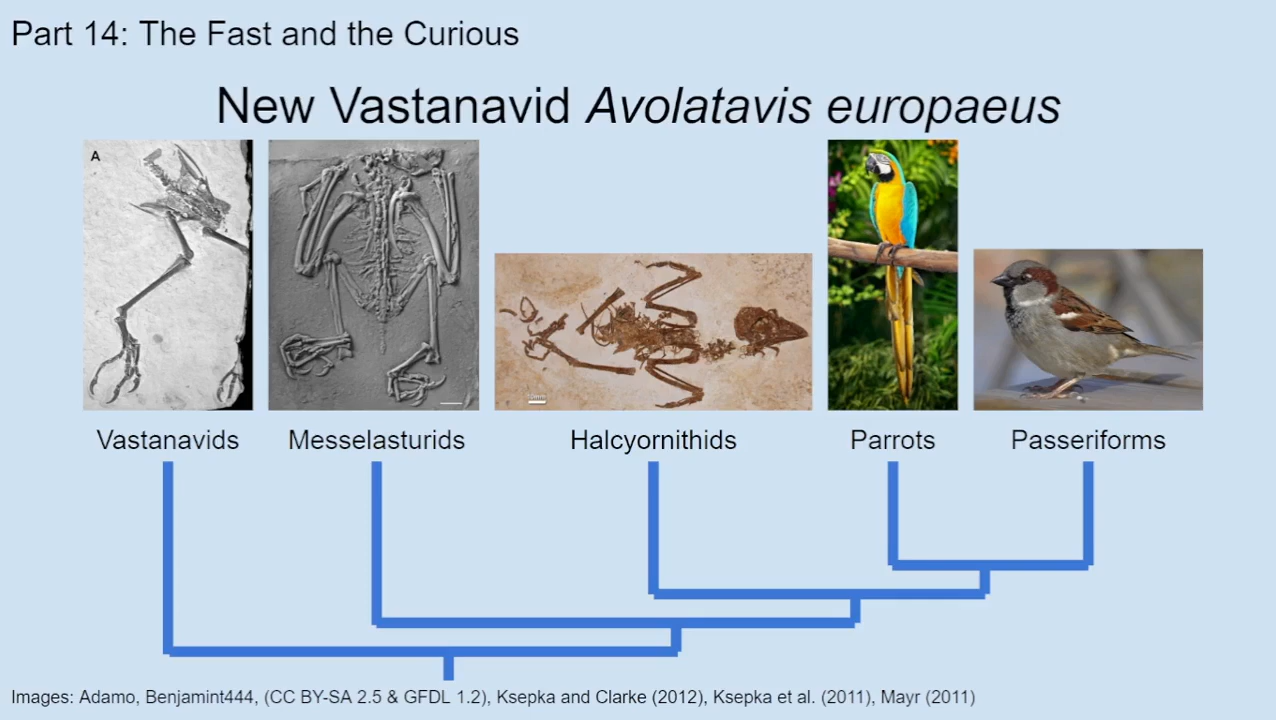 Part 14: The Fast and the Curious
New Vastanavid Avolatavis europaeus
A
Vastanavids Messelasturids Halcyornithids Parrots Passeriforms
Images: Adamo, Benjamint444, (CC BY-SA 2.5 & GFDL 1.2), Ksepka and Clarke (2012), Ksepka et al. (2011), Mayr (2011)